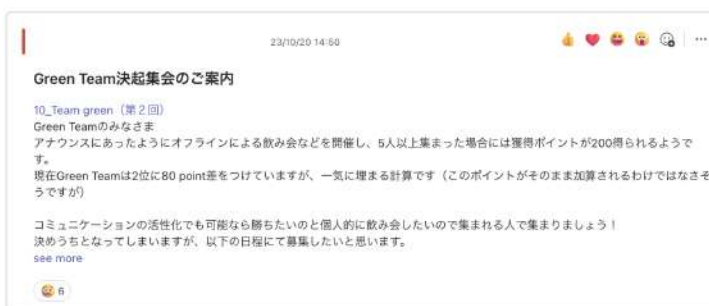 23/10/20 14:50
Green Team決起集会のご案内
10_Team green（第２回）
Green Teamのみなさま
アナウンスにあったようにオフラインによる飲み会などを開催し、5人以上集まった場合には獲得ポイントが200得られるようで
す。
現在Green Teamは2位に80 point差をつけていますが、一気に埋まる計算です（このポイントがそのまま加算されるわけではなさそ
うですが）
コミュニケーションの活性化でも可能なら勝ちたいのと個人的に飲み会したいので集まれる人で集まりましょう！
決めうちとなってしまいますが、以下の日程にて募集したいと思います。
see more
6